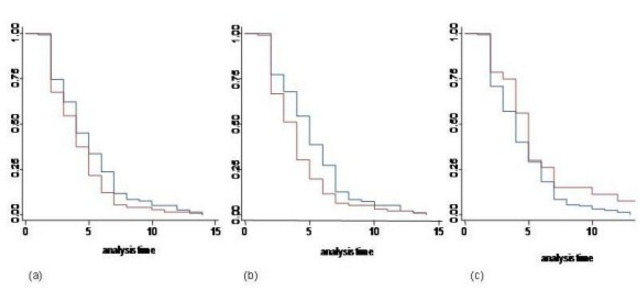 1.00 1.00 1.00
0.75 0.75 0.75
0.50 0.50 0.50
0.25 0.25 0.25
0.00 0.00 0.00
0 5 10 15 0 5 10 15 0 5 10
analysis time analysis time analysis time
(a) (b) (c)